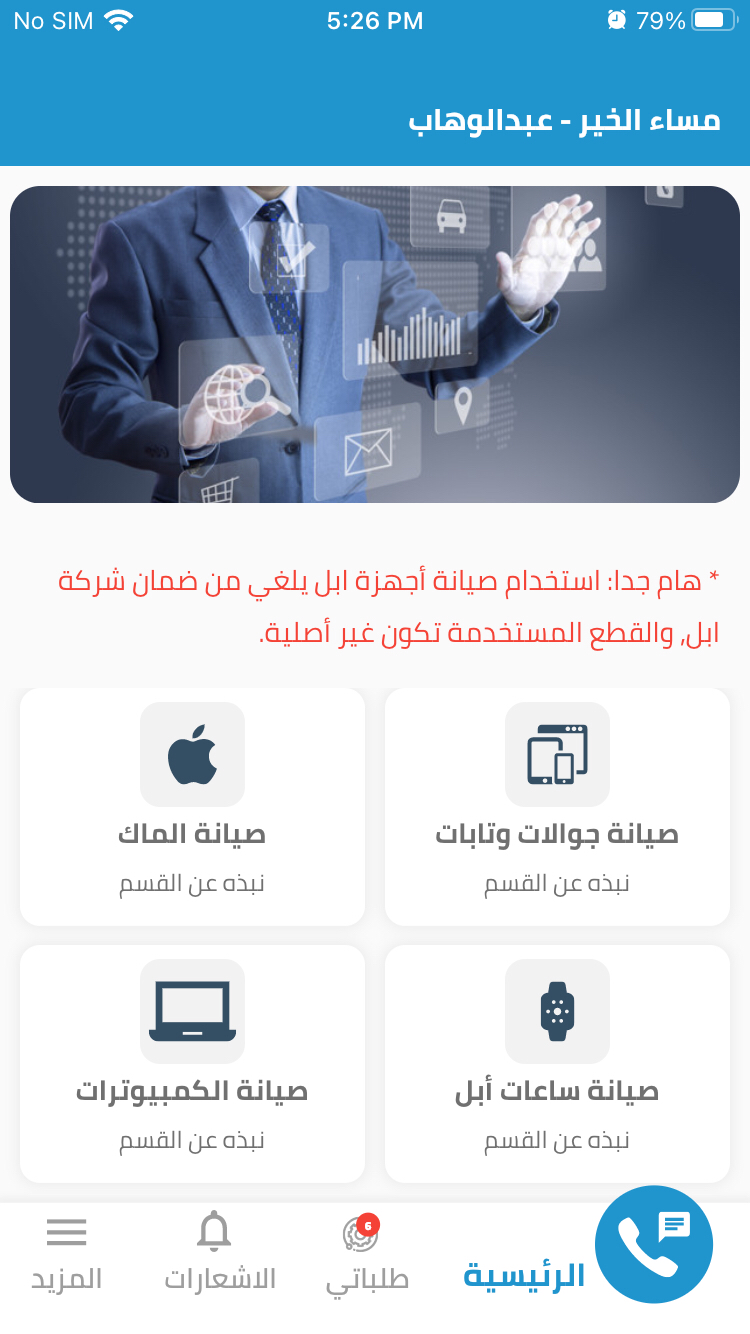 No SIM 5:26 PM 79%
مساء الخير - عبدالوهاب
* هام جدا: استخدام صيانة أجهزة ابل يلغي من ضمان شركة
ابل, والقطع المستخدمة تكون غير أصلية.
صيانة جوالات وتابات
نبذه عن القسم
صيانة الماك
نبذه عن القسم
صيانة ساعات أبل
نبذه عن القسم
صيانة الكمبيوترات
نبذه عن القسم
الرئيسية
6
طلباتي
الاشعارات
المزيد